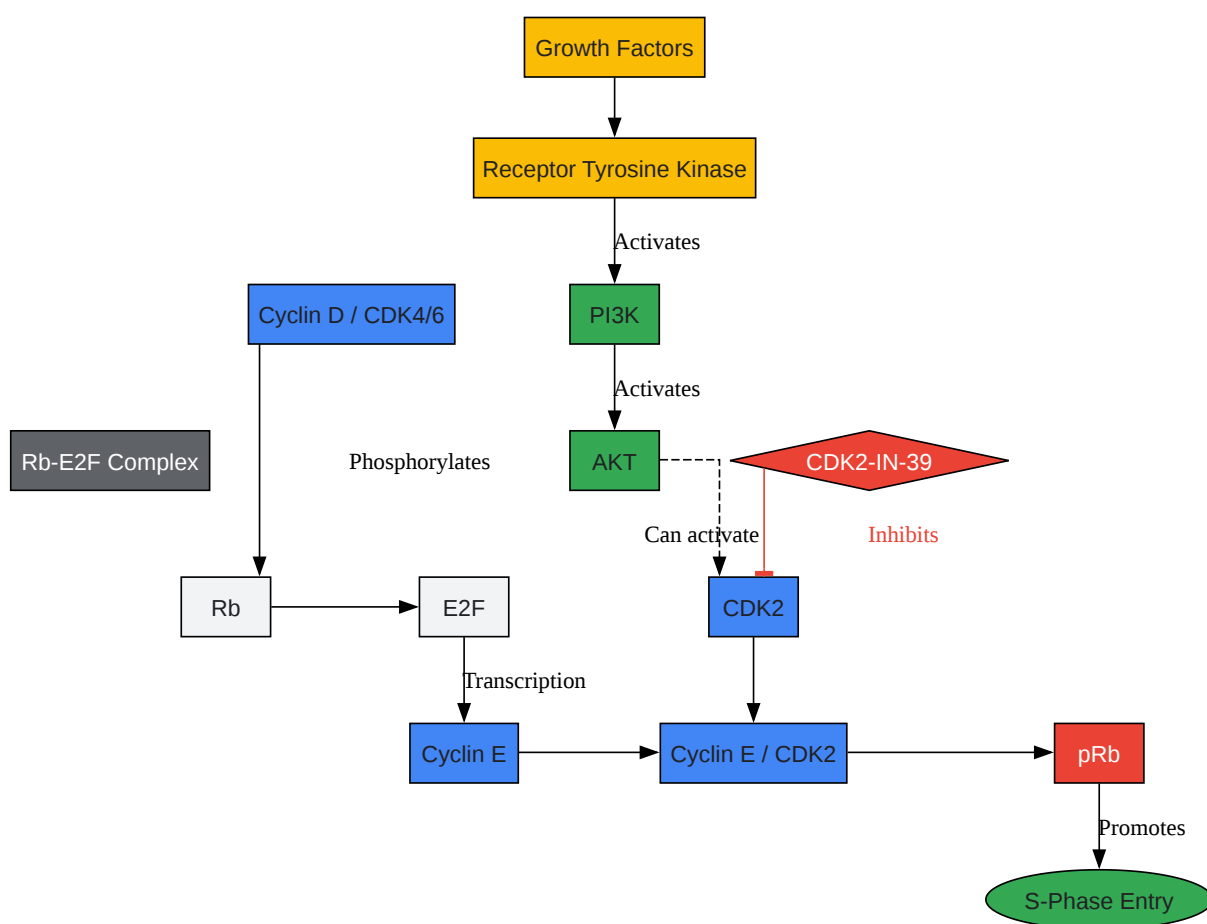 Growth Factors
Receptor Tyrosine Kinase
Activates
Cyclin D / CDK4/6
PI3K
Activates
Rb-E2F Complex
Phosphorylates
AKT
CDK2-IN-39
Can activate
Inhibits
Rb
E2F
CDK2
Transcription
Cyclin E
Cyclin E / CDK2
pRb
Promotes
S-Phase Entry